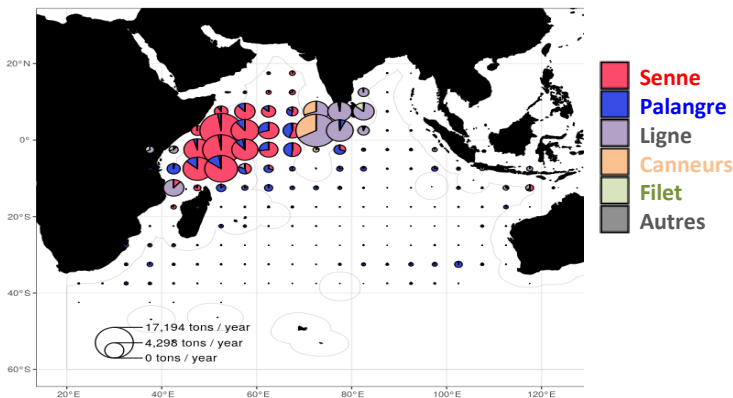 20°N
0°
20°S
40°S
60°S
17,194 tons / year
4,298 tons / year
0 tons / year
20°E
40°E
60°E
80°E
100°E
120°E
Senne
Palangre
Ligne
Canneurs
Filet
Autres